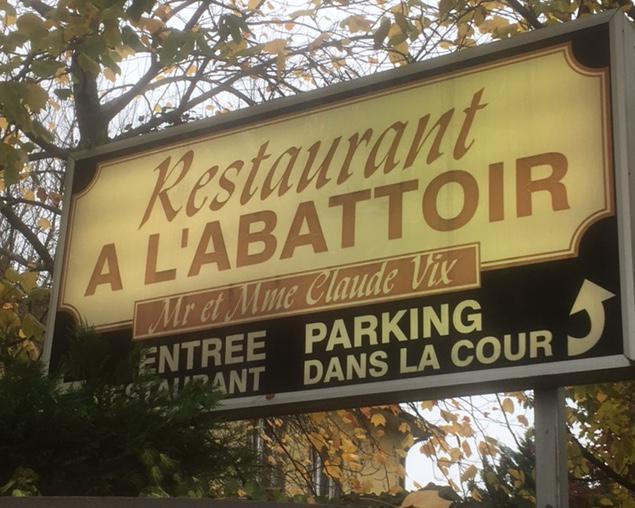 Restaurant
A L'ABATTOIR
Mr et Mme Claude Vix
ENTREE
RESTAURANT
PARKING
DANS LA COUR